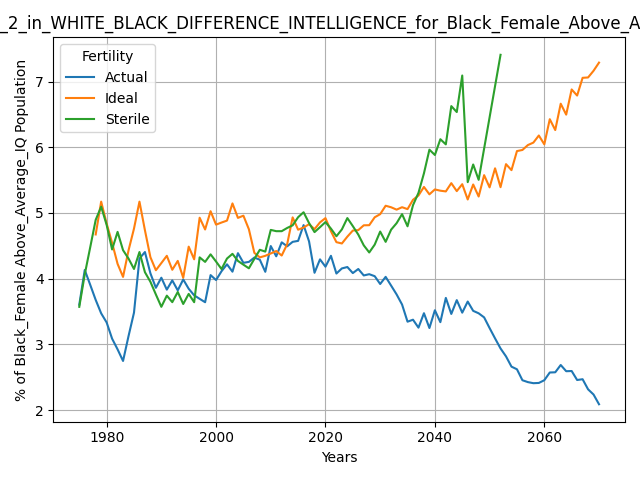 _2_in_WHITE_BLACK_DIFFERENCE_INTELLIGENCE_for_Black_Female_Above_A
Fertility
Actual
Ideal
Sterile
% of Black_Female Above_Average_IQ Population
7
6
5
4
3
2
1980
2000
2020
2040
2060
Years